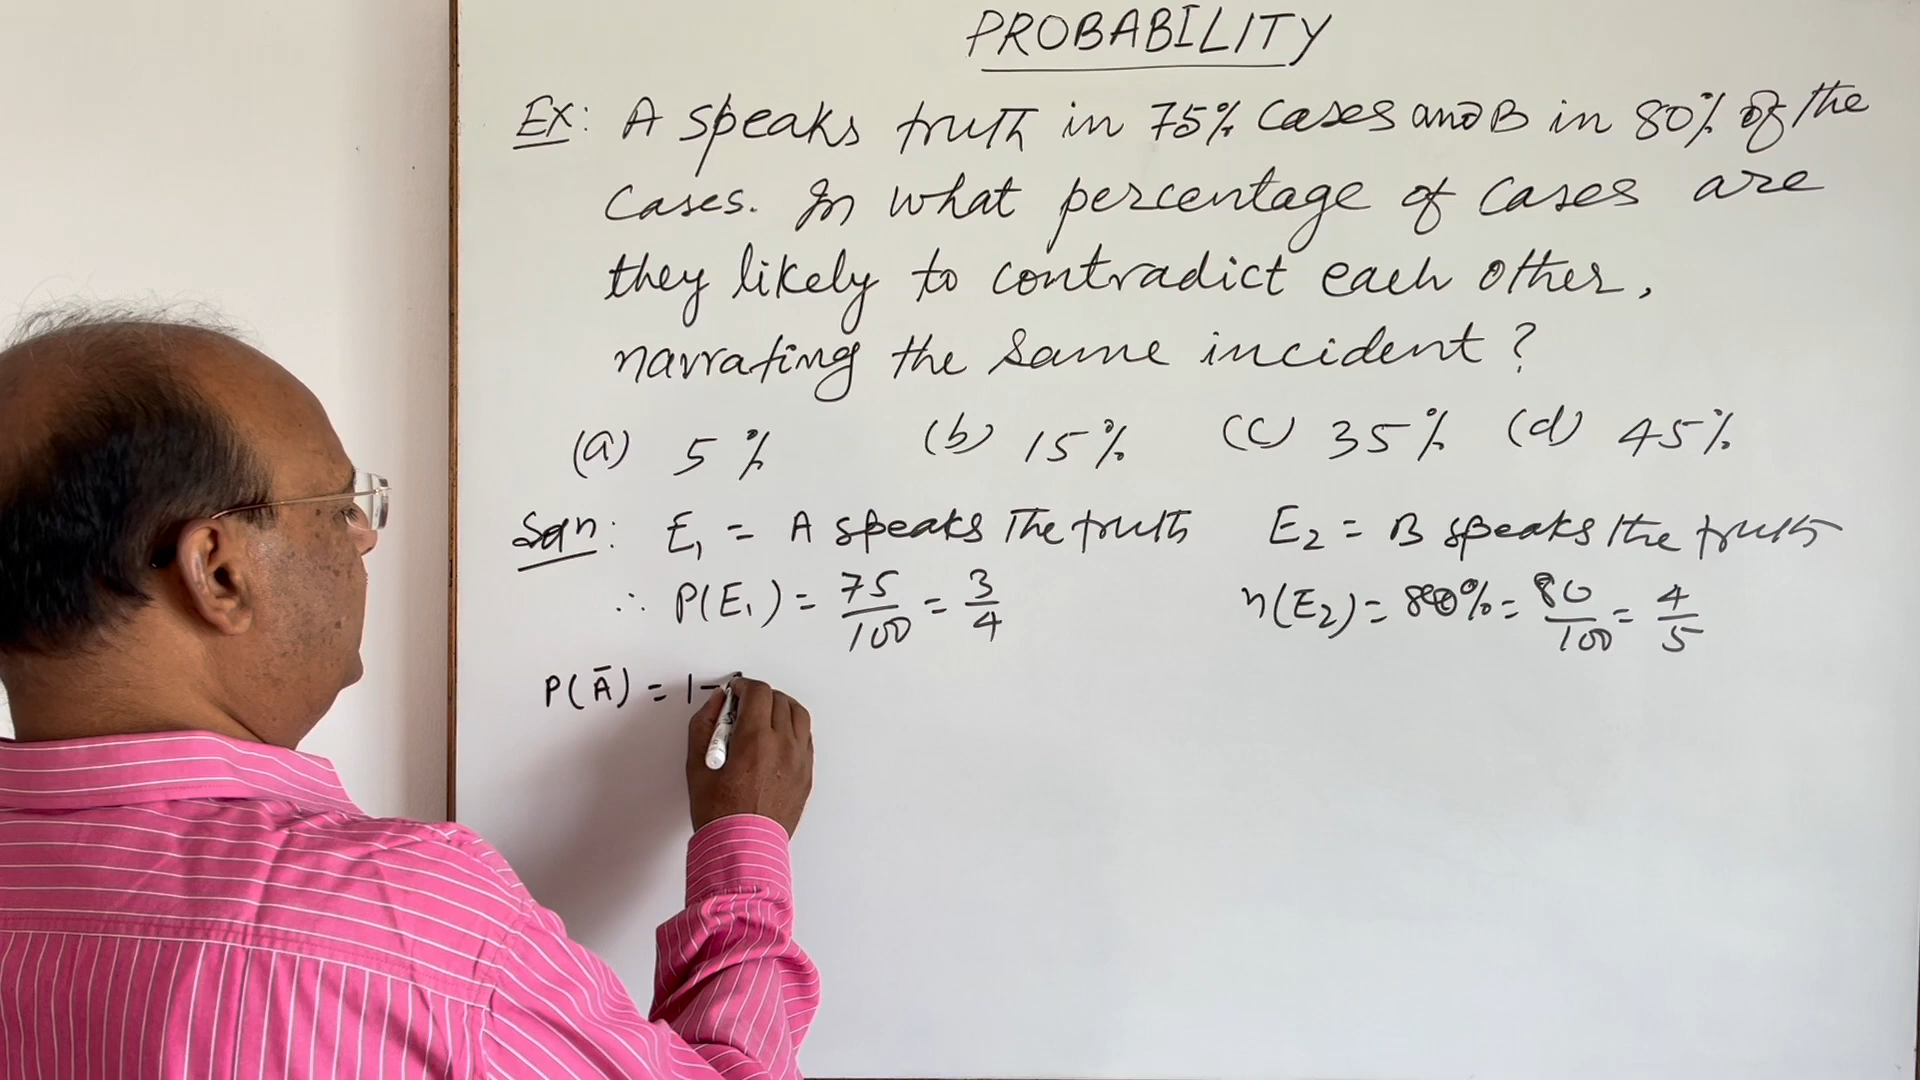 PROBABILITY
Ex: A speaks truth in 75% cases and B in 80% of the
cases. In what percentage of cases are
they likely to contradict each other,
narrating the same incident?
(a) 5% (b) 15% (c) 35% (d) 45%
Soln: E₁ = A speaks the truth E₂ = B speaks the truth
∴ P(E₁) = 75/100 = 3/4 n(E₂) = 80% = 80/100 = 4/5
P(Ā) = 1-